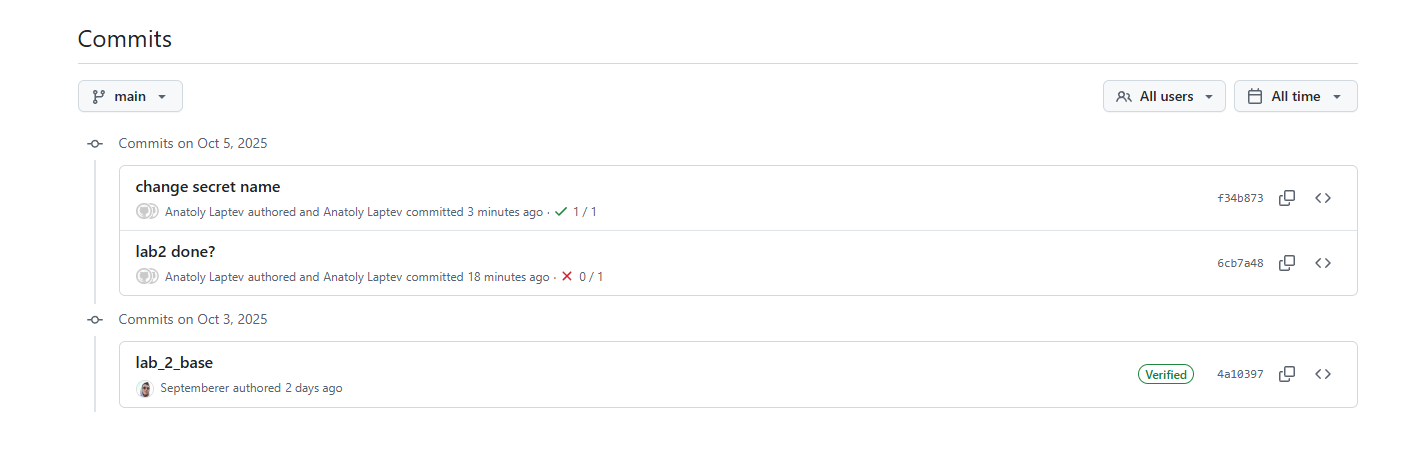 Commits
main
All users
All time
Commits on Oct 5, 2025
change secret name
f34b873
Anatoly Laptev authored and Anatoly Laptev committed 3 minutes ago · ✓ 1 / 1
lab2 done?
6cb7a48
Anatoly Laptev authored and Anatoly Laptev committed 18 minutes ago · ✕ 0 / 1
Commits on Oct 3, 2025
lab_2_base
Verified
4a10397
Septemberer authored 2 days ago